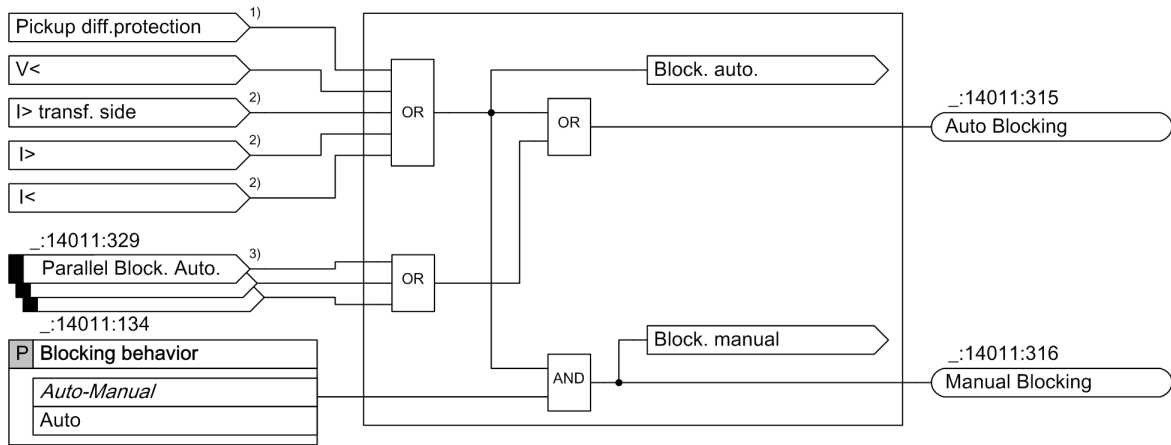 Pickup diff.protection
1)
V<
I> transf. side
2)
I>
2)
I<
2)
_:14011:329
Parallel Block. Auto.
3)
_:14011:134
P Blocking behavior
Auto-Manual
Auto
OR
OR
OR
AND
Block. auto.
Block. manual
_:14011:315
Auto Blocking
_:14011:316
Manual Blocking